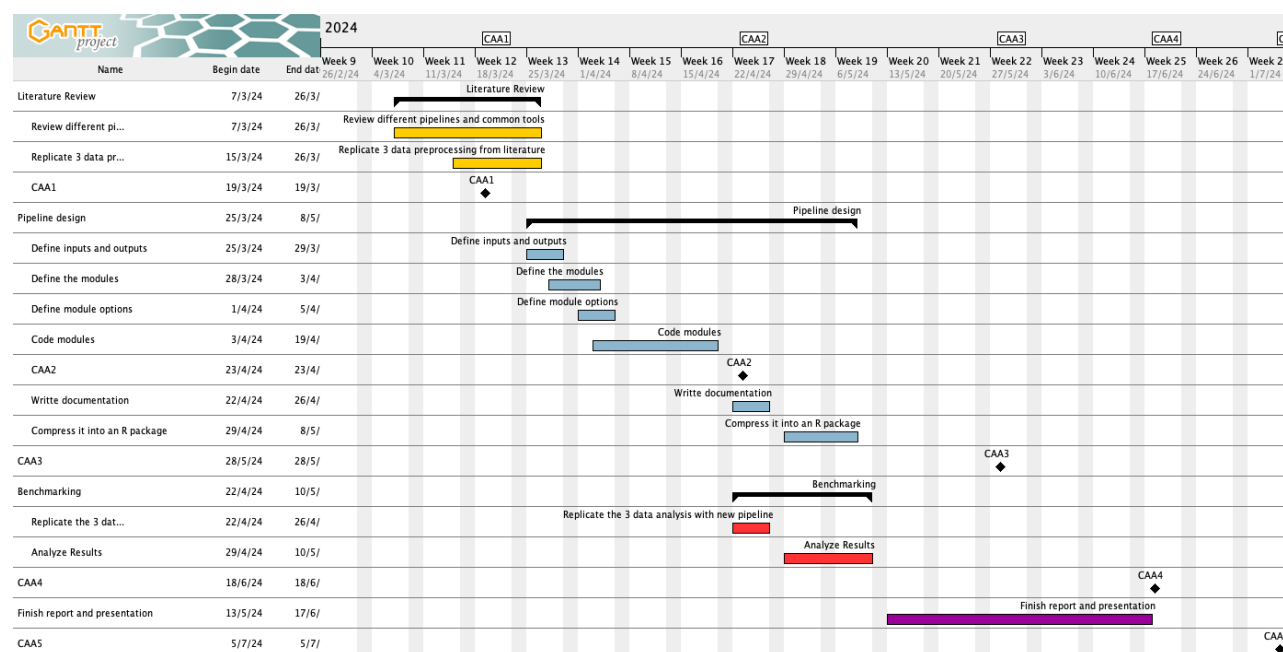 GANTT
project
2024
CAA1 CAA2 CAA3 CAA4 C
Week 9 Week 10 Week 11 Week 12 Week 13 Week 14 Week 15 Week 16 Week 17 Week 18 Week 19 Week 20 Week 21 Week 22 Week 23 Week 24 Week 25 Week 26 Week 2
Name Begin date End dat 26/2/24 4/3/24 11/3/24 18/3/24 25/3/24 1/4/24 8/4/24 15/4/24 22/4/24 29/4/24 6/5/24 13/5/24 20/5/24 27/5/24 3/6/24 10/6/24 17/6/24 24/6/24 1/7/24
Literature Review 7/3/24 26/3/ Literature Review
Review different pi... 7/3/24 26/3/ Review different pipelines and common tools
Replicate 3 data pr... 15/3/24 26/3/ Replicate 3 data preprocessing from literature
CAA1 19/3/24 19/3/ CAA1
Pipeline design 25/3/24 8/5/ Pipeline design
Define inputs and outputs 25/3/24 29/3/ Define inputs and outputs
Define the modules 28/3/24 3/4/ Define the modules
Define module options 1/4/24 5/4/ Define module options
Code modules 3/4/24 19/4/ Code modules
CAA2 23/4/24 23/4/ CAA2
Writte documentation 22/4/24 26/4/ Writte documentation
Compress it into an R package 29/4/24 8/5/ Compress it into an R package
CAA3 28/5/24 28/5/ CAA3
Benchmarking 22/4/24 10/5/ Benchmarking
Replicate the 3 dat... 22/4/24 26/4/ Replicate the 3 data analysis with new pipeline
Analyze Results 29/4/24 10/5/ Analyze Results
CAA4 18/6/24 18/6/ CAA4
Finish report and presentation 13/5/24 17/6/ Finish report and presentation
CAA5 5/7/24 5/7/ CAA